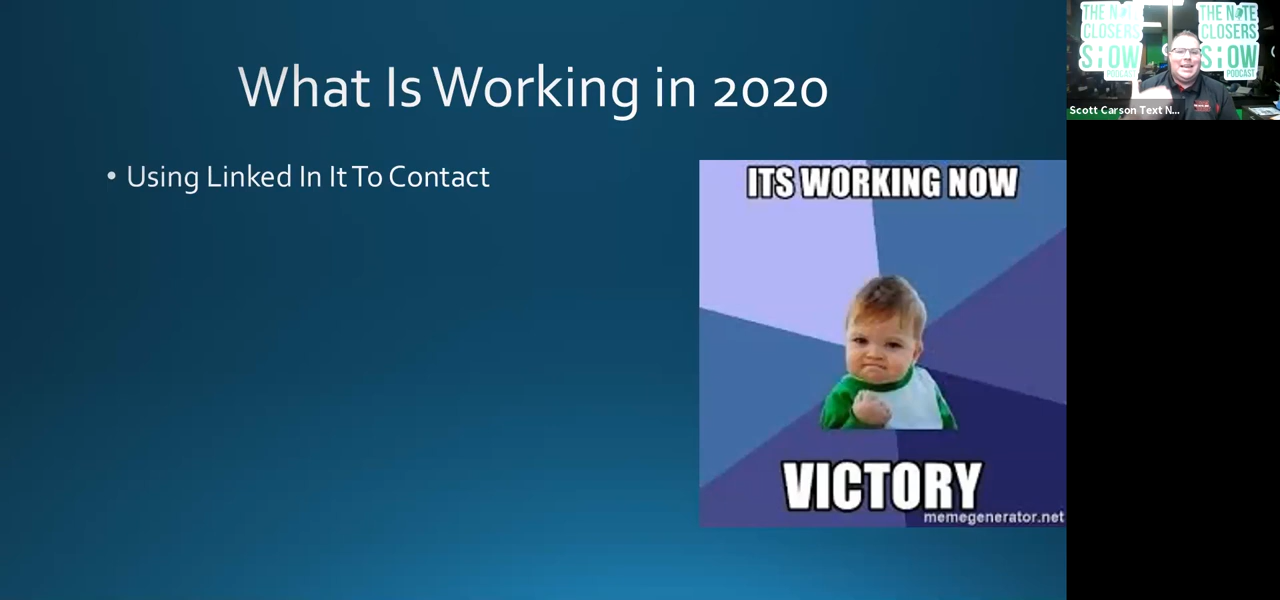 What Is Working in 2020
• Using Linked In It To Contact
ITS WORKING NOW
VICTORY
memegenerator.net
THE NOTE
CLOSERS
SHOW
PODCAST
THE NOTE
CLOSERS
SHOW
PODCAST
Scott Carson Text N...